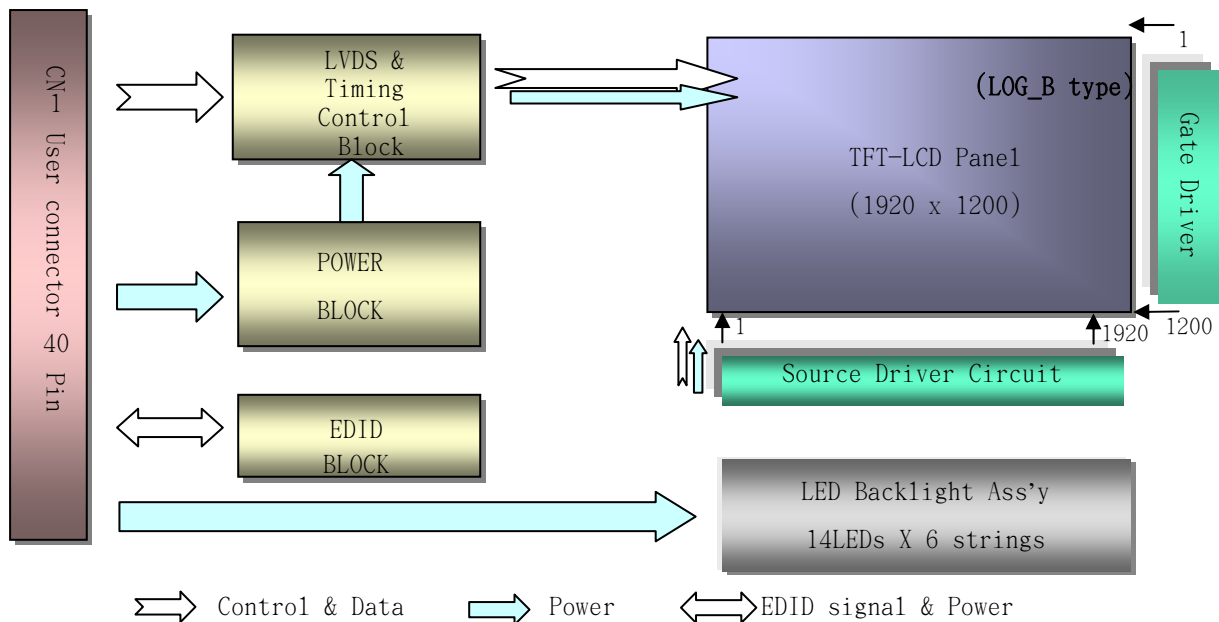 CN-1 User connector 40 Pin
LVDS &
Timing
Control
Block
POWER
BLOCK
EDID
BLOCK
(LOG_B type)
TFT-LCD Panel
(1920 x 1200)
1
Gate Driver
1200
1
1920
Source Driver Circuit
LED Backlight Ass'y
14LEDs X 6 strings
Control & Data
Power
EDID signal & Power